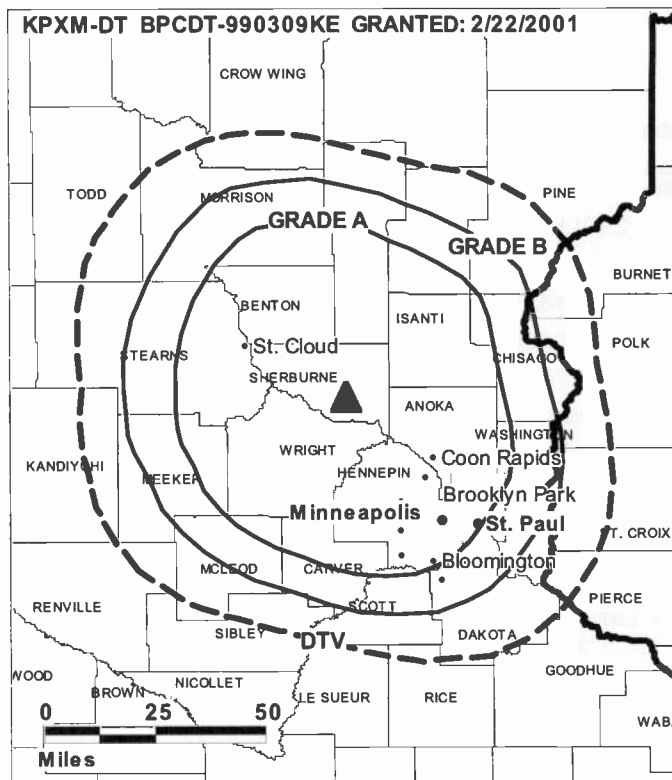 KPXM-DT BPCDT-990309KE GRANTED: 2/22/2001
CROW WING
TODD
MORRISON
PINE
GRADE A
GRADE B
BURNET
BENTON
ISANTI
POLK
St. Cloud
STEARNS
CHISAGO
SHERBURNE
ANOKA
WASHINGTON
WRIGHT
Coon Rapids
KANDIYOHI
HENNEPIN
MEEKER
Brooklyn Park
Minneapolis
St. Paul
T. CROIX
Bloomington
MCLEOD
CARVER
RENVILLE
SCOTT
PIERCE
SIBLEY
DTV
DAKOTA
GOODHUE
WOOD
NICOLLET
BROWN
LE SUEUR
RICE
WAB
0 25 50
Miles